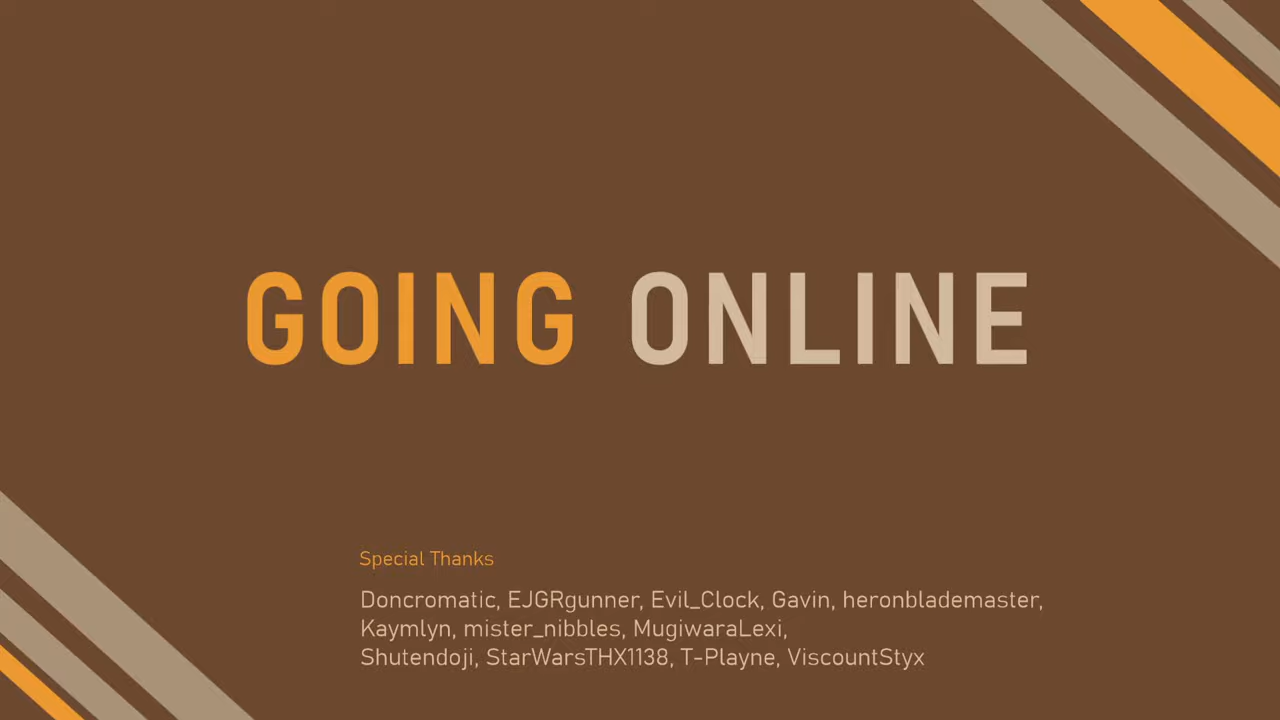 GOING ONLINE
Special Thanks
Doncromatic, EJGRgunner, Evil_Clock, Gavin, heronblademaster,
Kaymlyn, mister_nibbles, MugiwaraLexi,
Shutendoji, StarWarsTHX1138, T-Playne, ViscountStyx